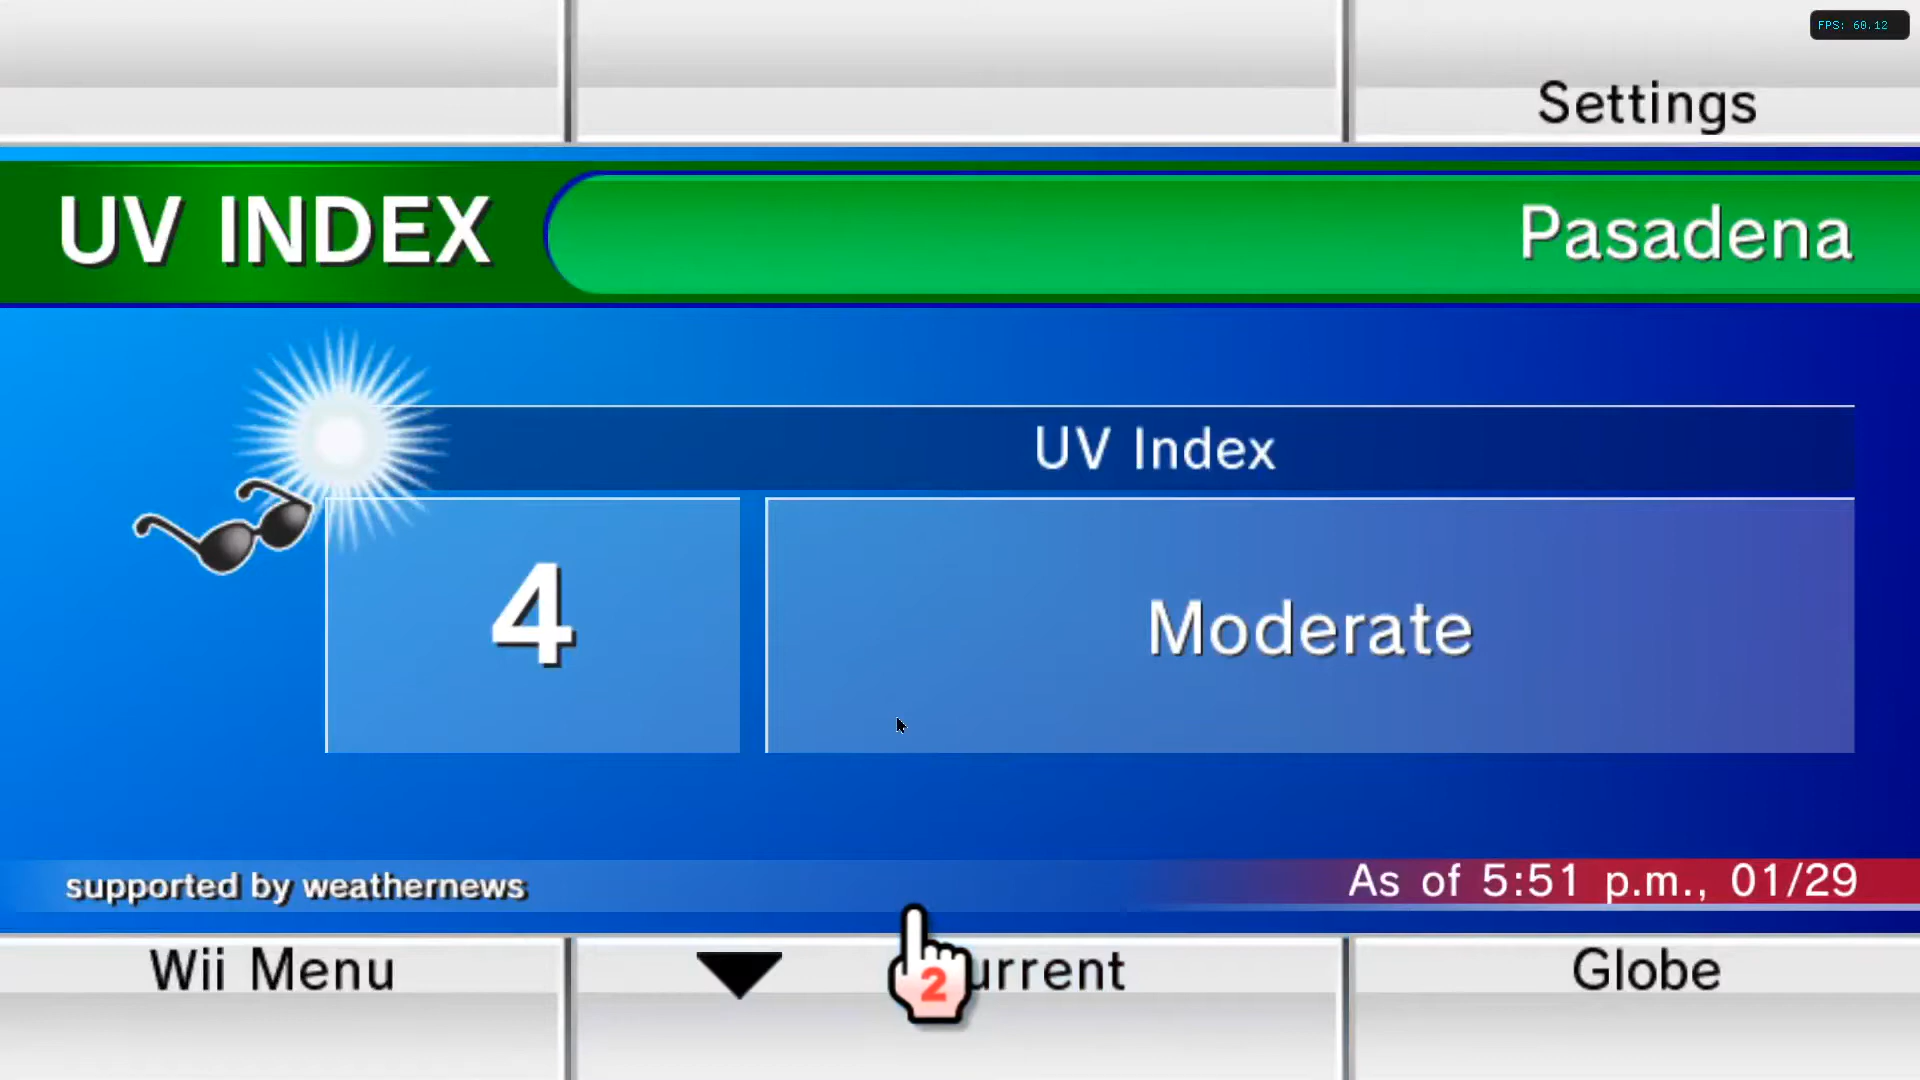 FPS: 60.12
Settings
UV INDEX
Pasadena
UV Index
4
Moderate
supported by weathernews
As of 5:51 p.m., 01/29
Wii Menu
urrent
2
Globe